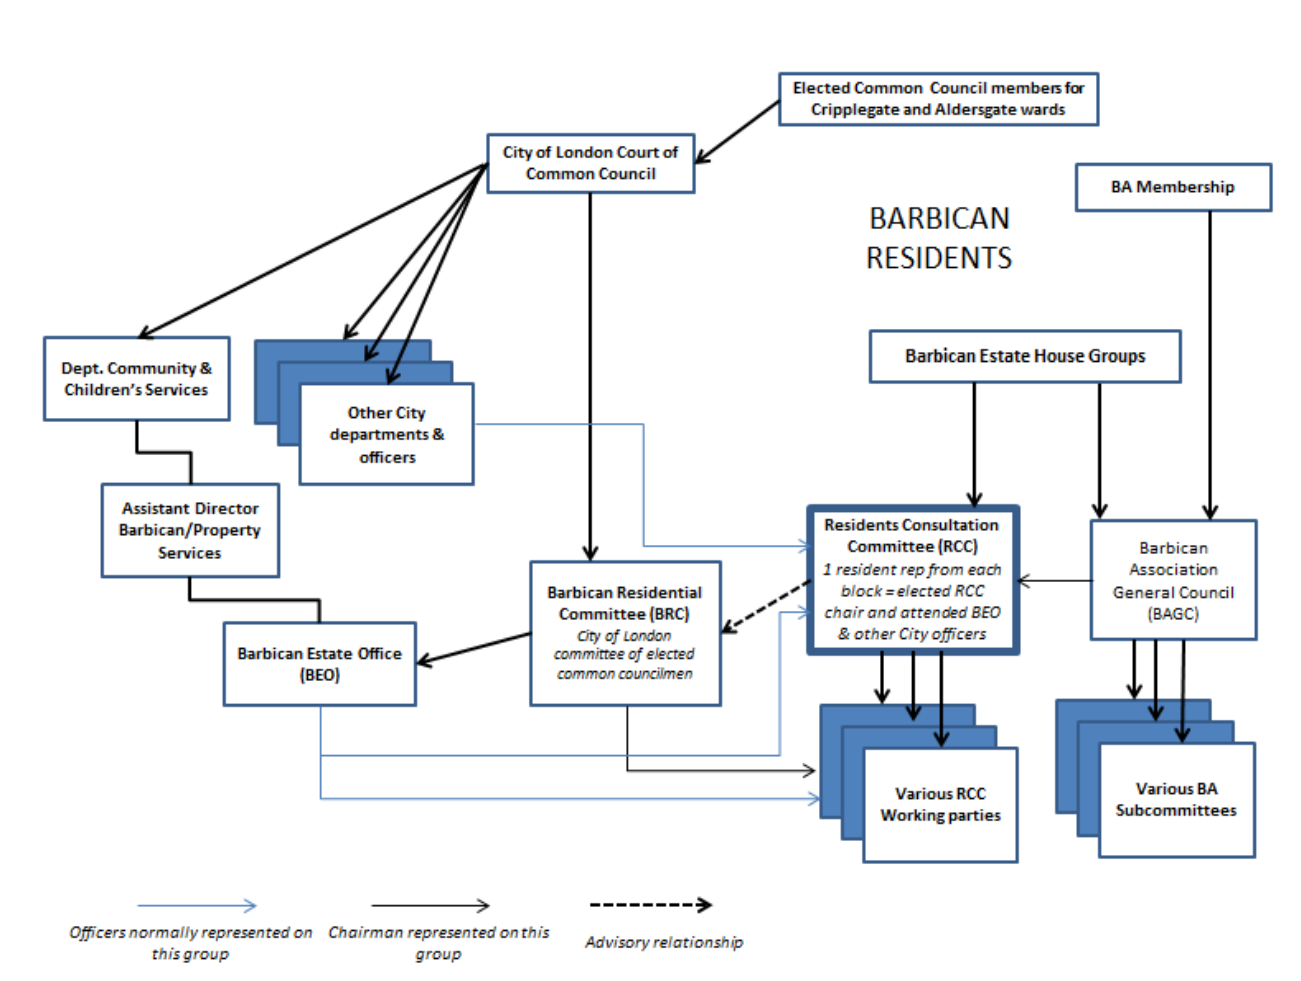 Elected Common Council members for
Cripplegate and Aldersgate wards
City of London Court of
Common Council
BA Membership
BARBICAN
RESIDENTS
Barbican Estate House Groups
Dept. Community &
Children's Services
Other City
departments &
officers
Assistant Director
Barbican/Property
Services
Residents Consultation
Committee (RCC)
1 resident rep from each
block = elected RCC
chair and attended BEO
& other City officers
Barbican
Association
General Council
(BAGC)
Barbican Residential
Committee (BRC)
City of London
committee of elected
common councilmen
Barbican Estate Office
(BEO)
Various RCC
Working parties
Various BA
Subcommittees
Officers normally represented on
this group
Chairman represented on this
group
Advisory relationship